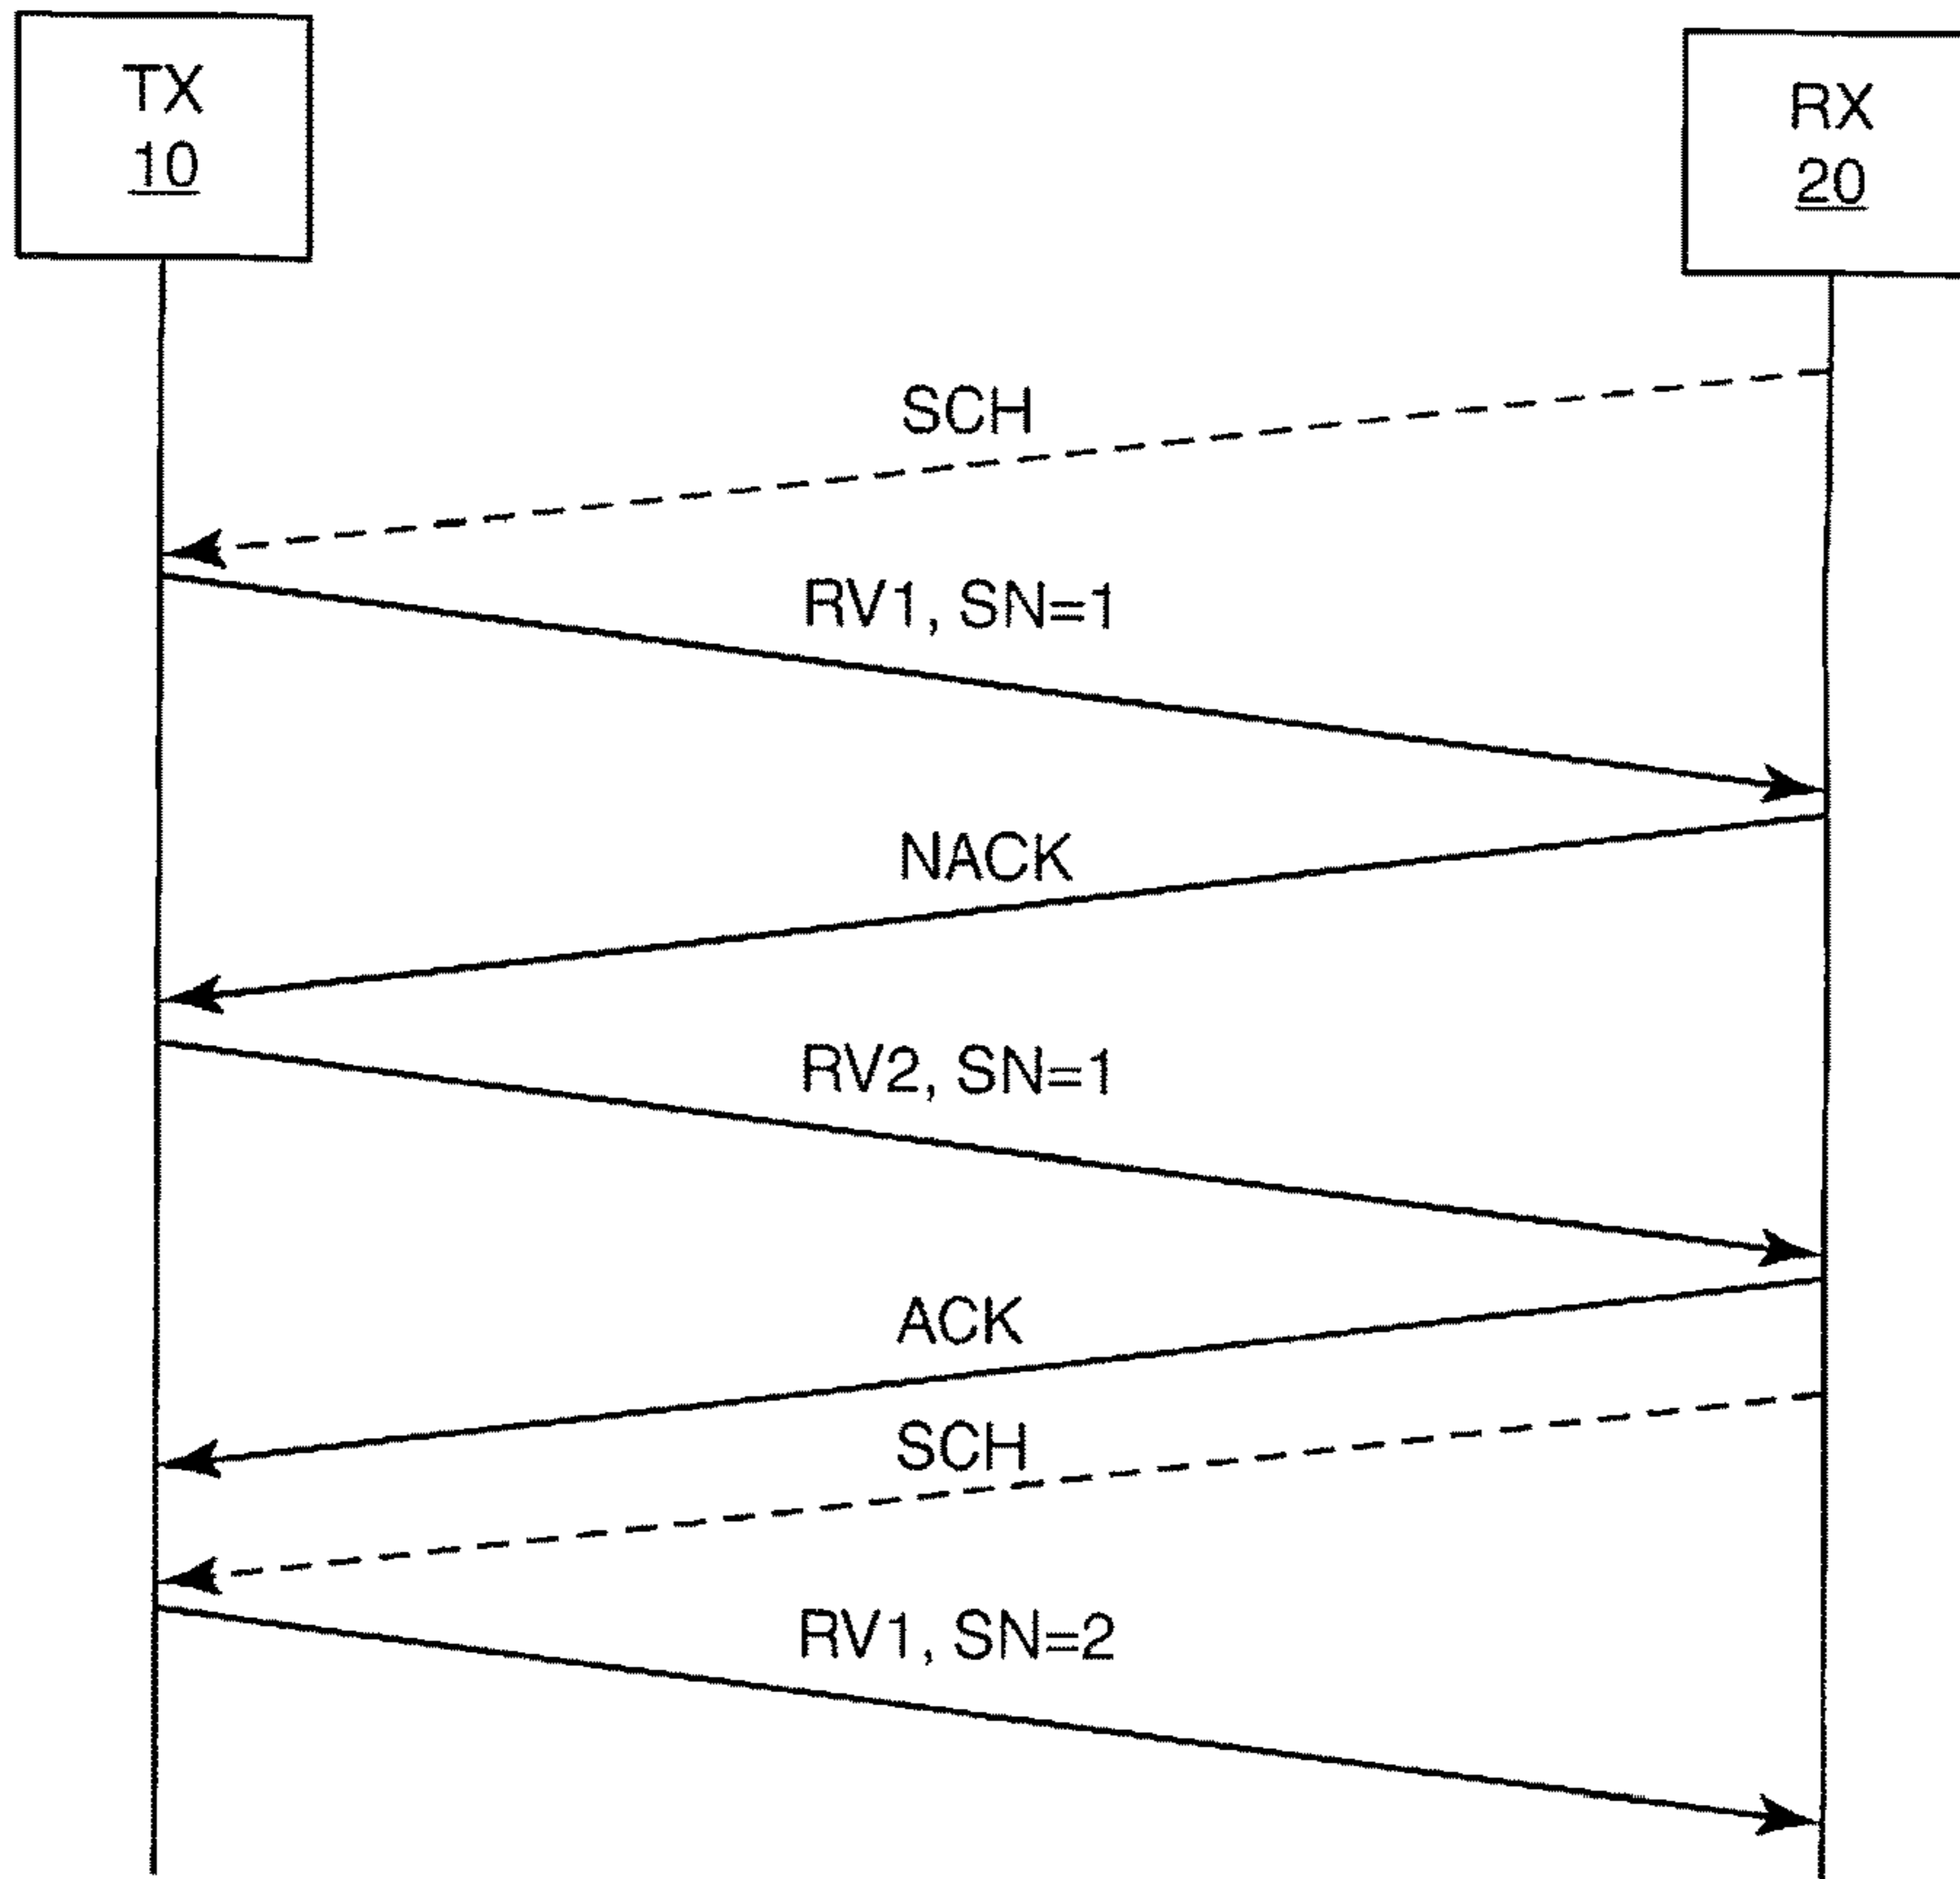 TX
10
RX
20
SCH
RV1, SN=1
NACK
RV2, SN=1
ACK
SCH
RV1, SN=2